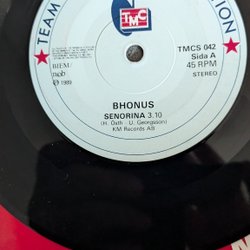 TEAM
TION
TMC
TMCS 042
Sida A
45 RPM
STEREO
BIEM/
ncb
℗ 1989
BHONUS
SENORINA 3.10
(H. Dath - U. Georgsson)
KM Records AB